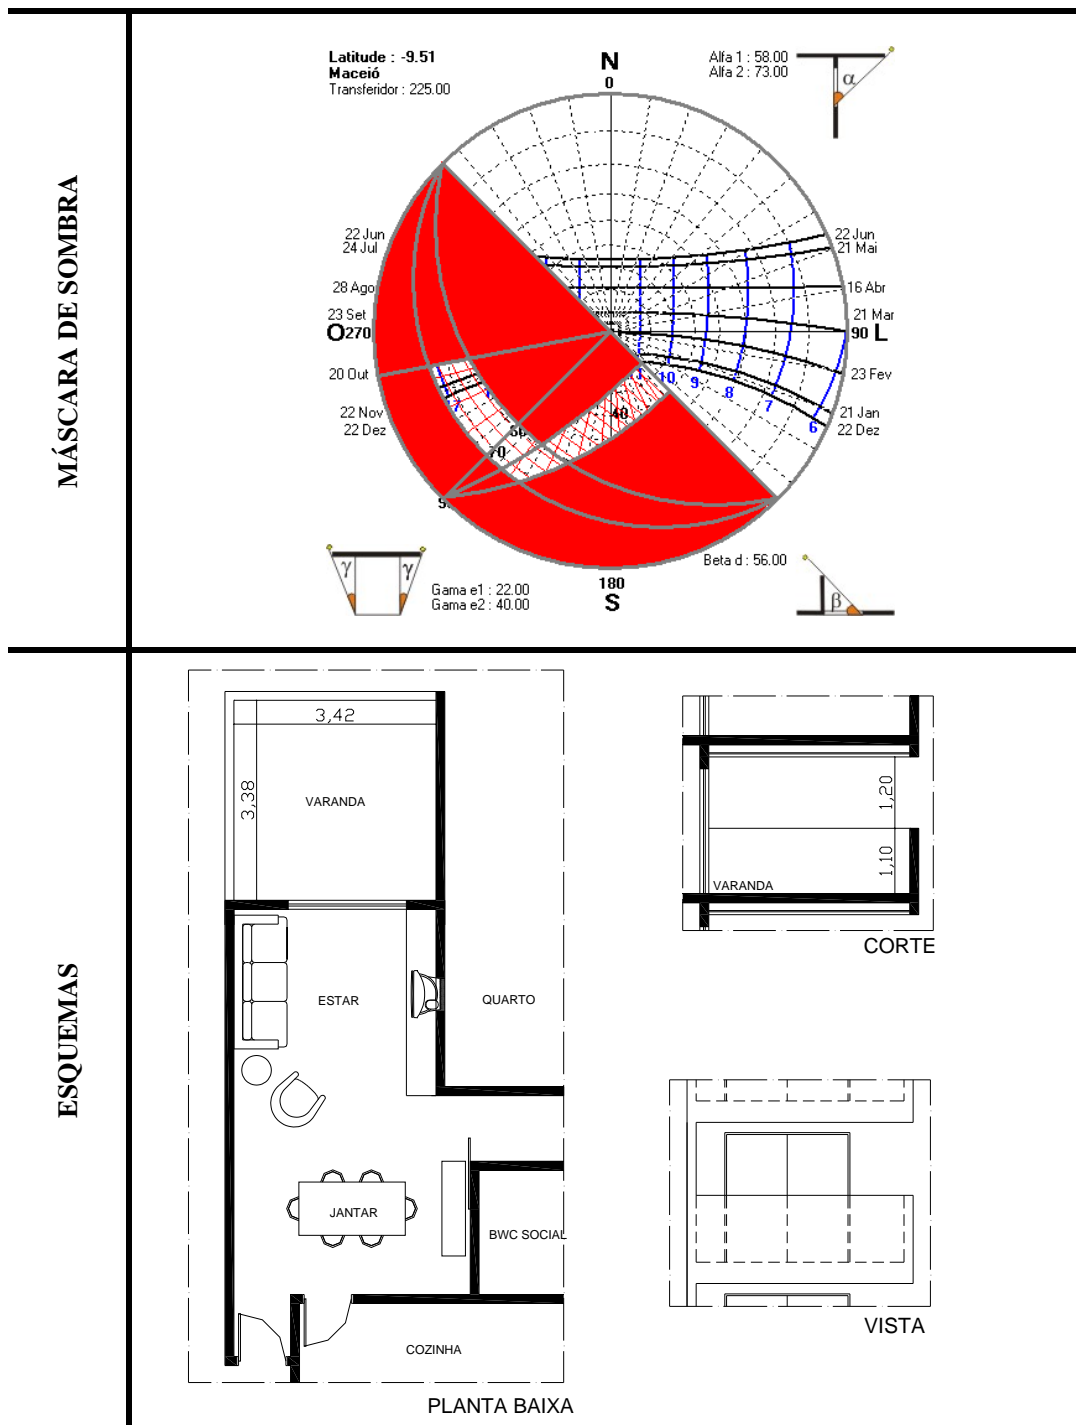 MÁSCARA DE SOMBRA
Latitude : -9.51
Maceió
Transferidor : 225.00
N
0
Alfa 1 : 58.00
Alfa 2 : 73.00
α
22 Jun
24 Jul
28 Ago
23 Set
O270
20 Out
22 Nov
22 Dez
22 Jun
21 Mai
16 Abr
21 Mar
90 L
23 Fev
21 Jan
22 Dez
10
9
8
7
6
40
70
γ γ
Gama e1 : 22.00
Gama e2 : 40.00
180
S
Beta d : 56.00
β
ESQUEMAS
3,42
3,38
VARANDA
ESTAR
QUARTO
JANTAR
BWC SOCIAL
COZINHA
PLANTA BAIXA
1,20
1,10
VARANDA
CORTE
VISTA